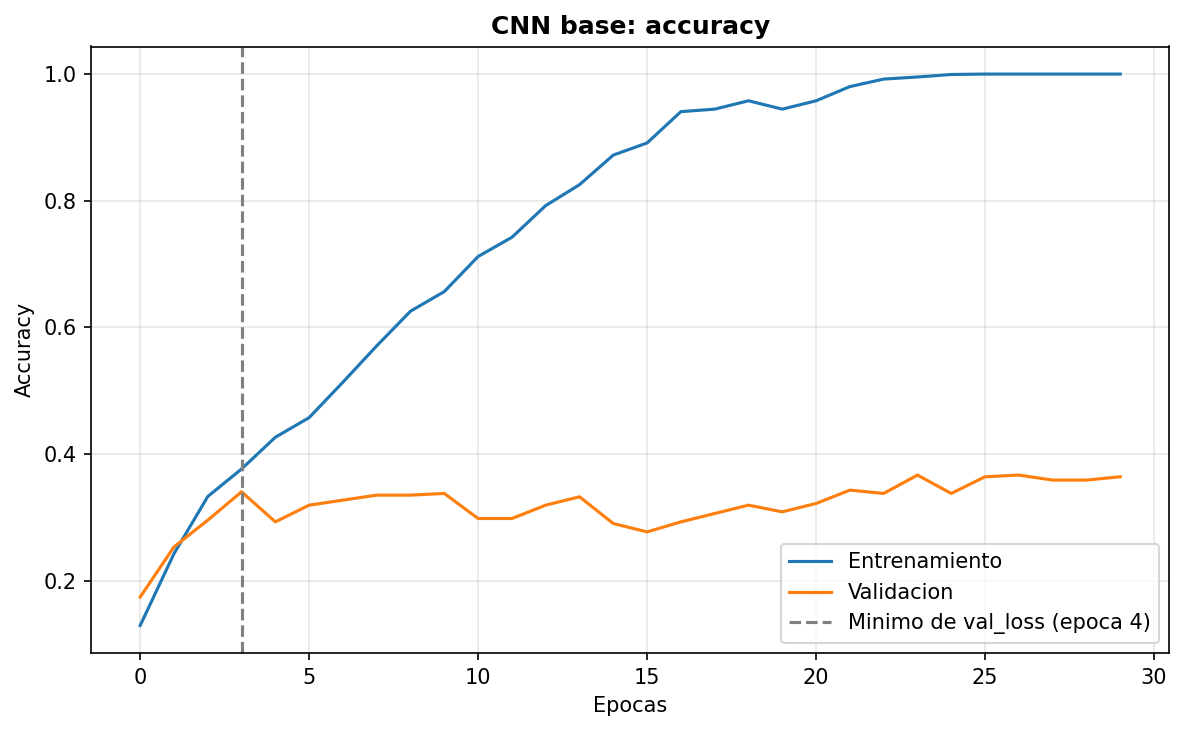 CNN base: accuracy
1.0
0.8
0.6
0.4
0.2
Accuracy
Entrenamiento
Validacion
Minimo de val_loss (epoca 4)
0 5 10 15 20 25 30
Epocas